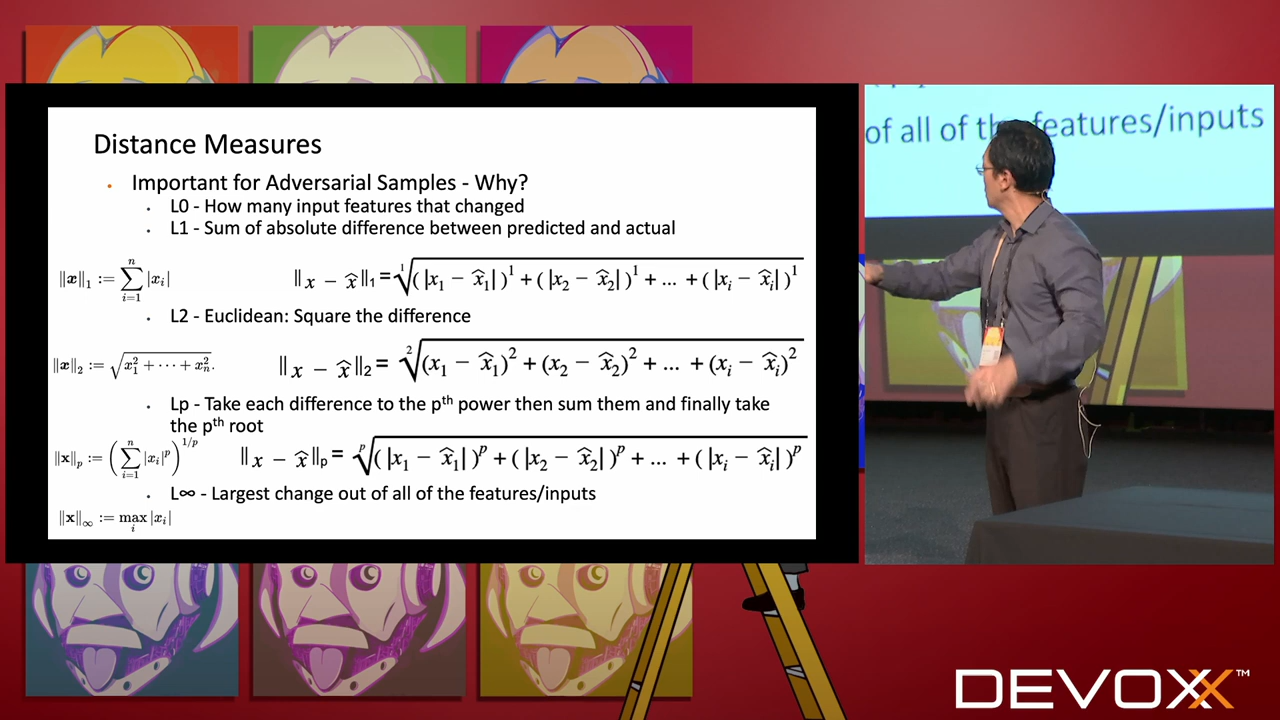 Distance Measures
Important for Adversarial Samples - Why?
L0 - How many input features that changed
L1 - Sum of absolute difference between predicted and actual
‖x‖₁ := ∑ᵢ₌₁ⁿ |xᵢ|
‖x − x̂‖₁ = ¹√(|x₁ − x̂₁|)¹ + (|x₂ − x̂₂|)¹ + ... + (|xᵢ − x̂ᵢ|)¹
L2 - Euclidean: Square the difference
‖x‖₂ := √x₁² + ··· + xₙ².
‖x − x̂‖₂ = ²√(x₁ − x̂₁)² + (x₂ − x̂₂)² + ... + (xᵢ − x̂ᵢ)²
Lp - Take each difference to the pᵗʰ power then sum them and finally take
the pᵗʰ root
‖x‖ₚ := (∑ᵢ₌₁ⁿ |xᵢ|ᵖ)¹/ᵖ
‖x − x̂‖ₚ = ᵖ√(|x₁ − x̂₁|)ᵖ + (|x₂ − x̂₂|)ᵖ + ... + (|xᵢ − x̂ᵢ|)ᵖ
L∞ - Largest change out of all of the features/inputs
‖x‖∞ := maxᵢ |xᵢ|
of all of the features/inputs
DEVOXX™